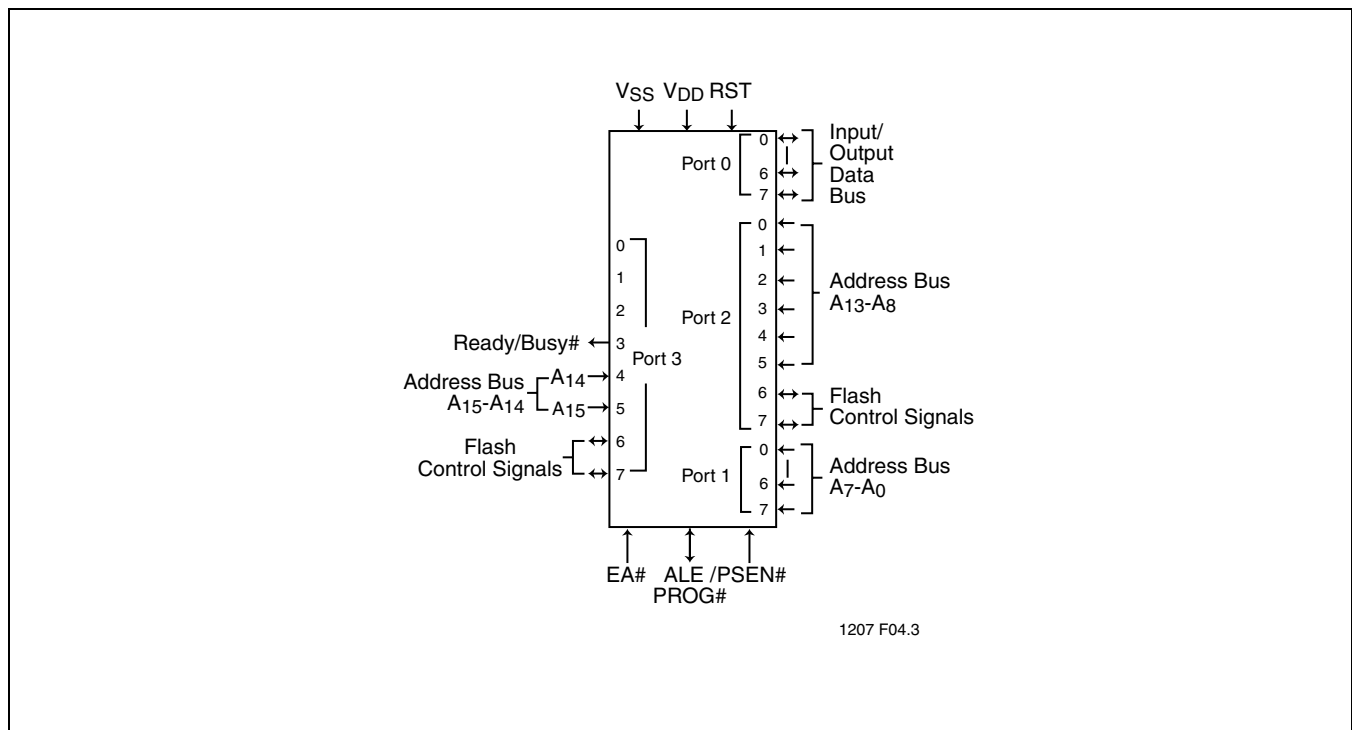 VSS VDD RST
Port 0
0
6
7
Input/
Output
Data
Bus
Port 2
0
1
2
3
4
5
6
7
Address Bus
A13-A8
Flash
Control Signals
Port 1
0
6
7
Address Bus
A7-A0
Port 3
0
1
2
3
4
5
6
7
Ready/Busy#
Address Bus
A15-A14
A14
A15
Flash
Control Signals
EA# ALE /PSEN#
PROG#
1207 F04.3